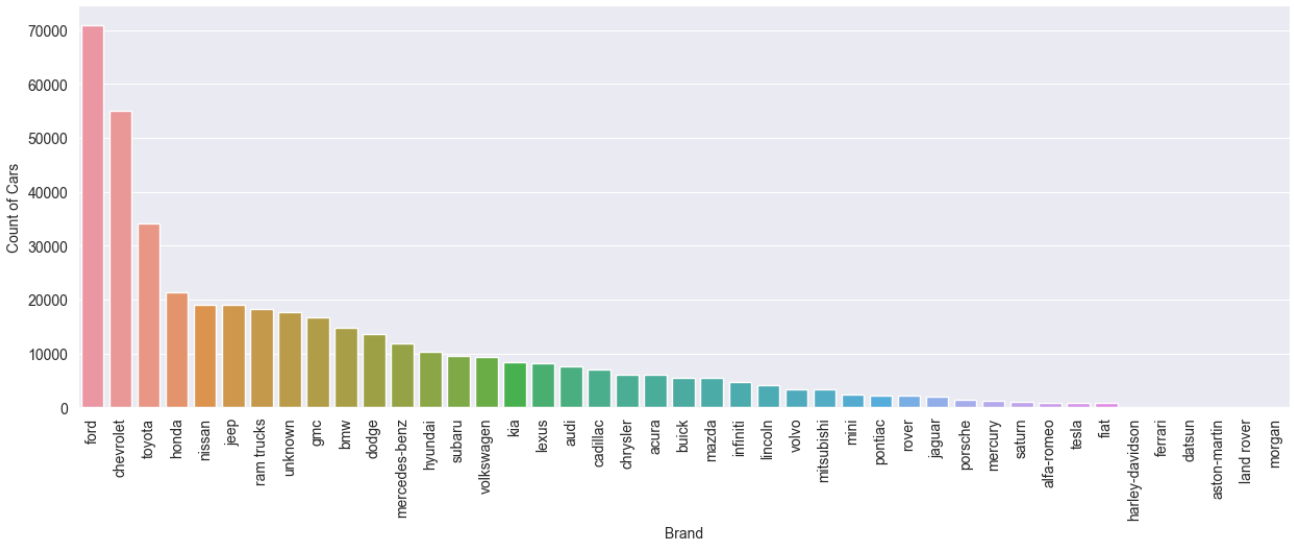 70000
60000
50000
40000
30000
20000
10000
0
Count of Cars
ford
chevrolet
toyota
honda
nissan
jeep
ram trucks
unknown
gmc
bmw
dodge
mercedes-benz
hyundai
subaru
volkswagen
kia
lexus
audi
cadillac
chrysler
acura
buick
mazda
infiniti
lincoln
volvo
mitsubishi
mini
pontiac
rover
jaguar
porsche
mercury
saturn
alfa-romeo
tesla
fiat
harley-davidson
ferrari
datsun
aston-martin
land rover
morgan
Brand